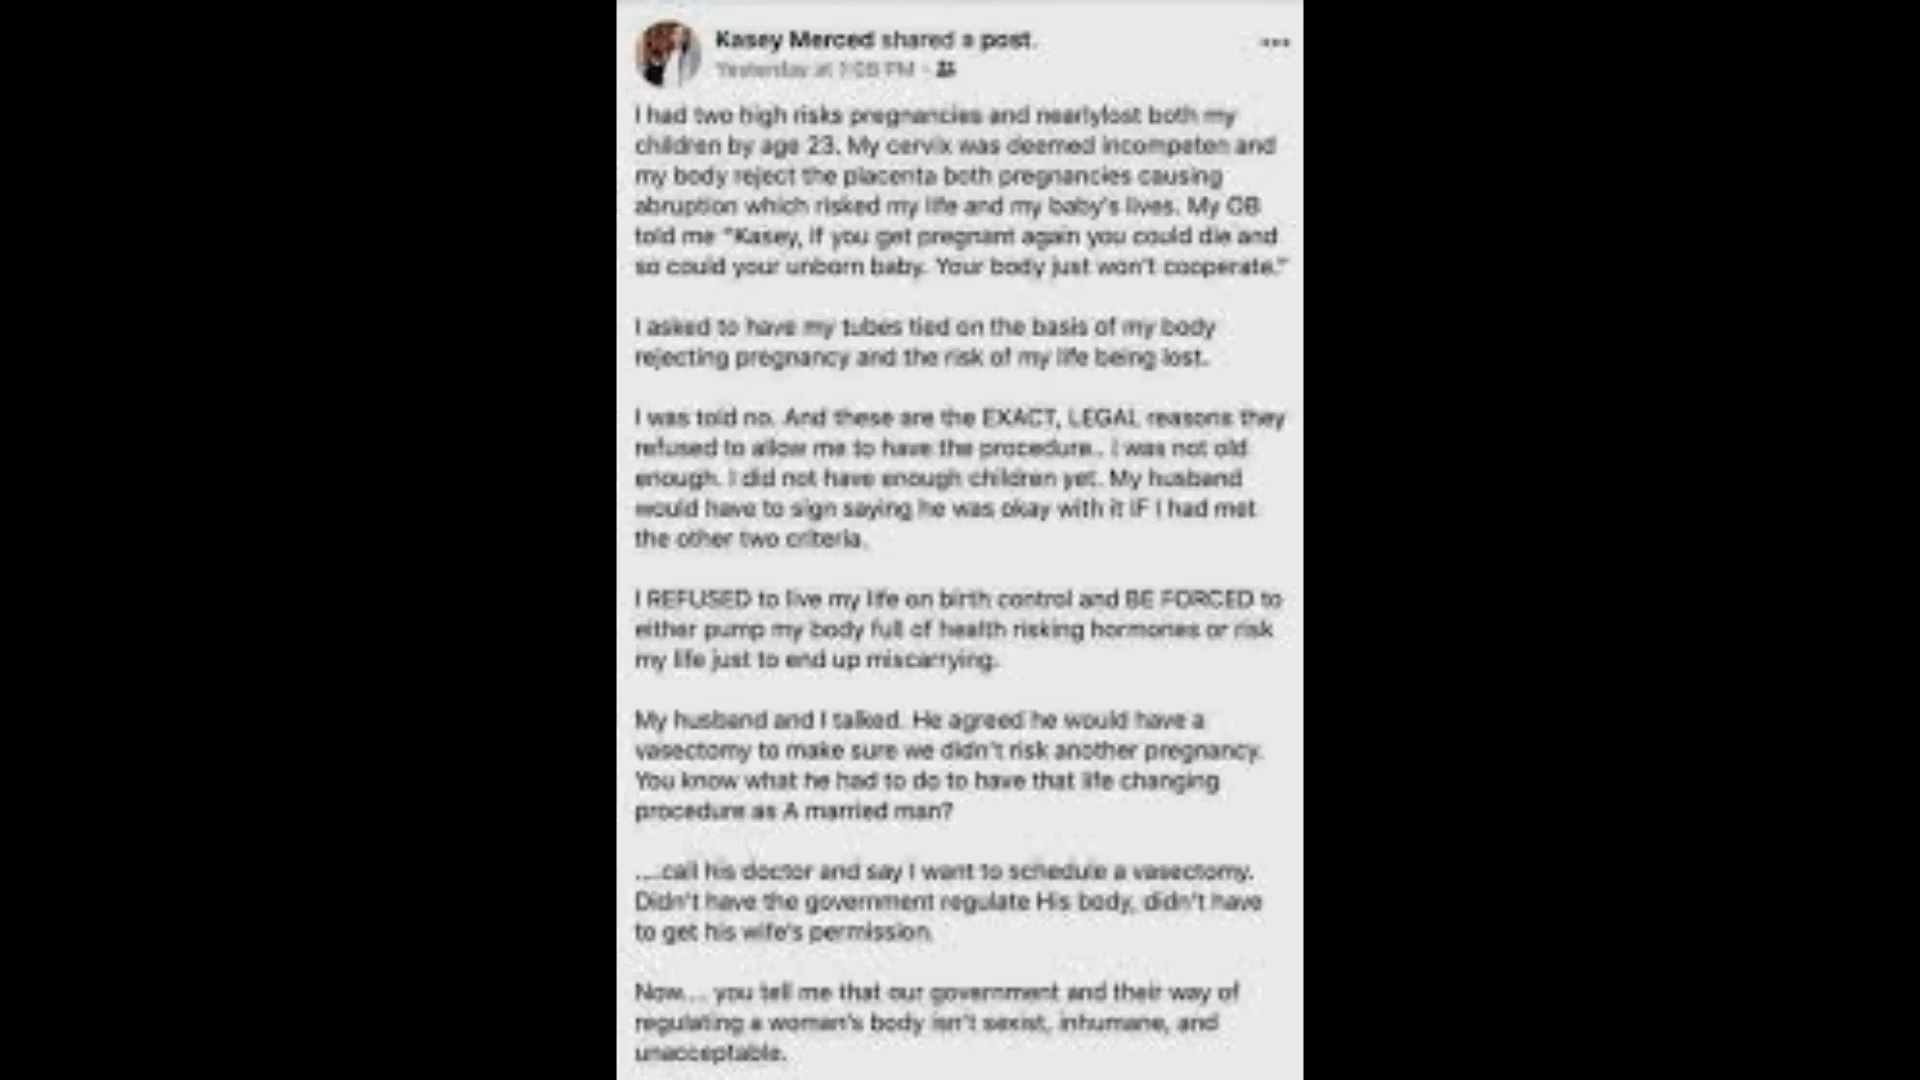 Kasey Merced shared a post.
Yesterday at 1:08 PM ·
I had two high risks pregnancies and nearlylost both my
children by age 23. My cervix was deemed incompeten and
my body reject the placenta both pregnancies causing
abruption which risked my life and my baby's lives. My OB
told me "Kasey, if you get pregnant again you could die and
so could your unborn baby. Your body just won't cooperate."
I asked to have my tubes tied on the basis of my body
rejecting pregnancy and the risk of my life being lost.
I was told no. And these are the EXACT, LEGAL reasons they
refused to allow me to have the procedure.. I was not old
enough. I did not have enough children yet. My husband
would have to sign saying he was okay with it IF I had met
the other two criteria.
I REFUSED to live my life on birth control and BE FORCED to
either pump my body full of health risking hormones or risk
my life just to end up miscarrying.
My husband and I talked. He agreed he would have a
vasectomy to make sure we didn't risk another pregnancy.
You know what he had to do to have that life changing
procedure as A married man?
....call his doctor and say I want to schedule a vasectomy.
Didn't have the government regulate His body, didn't have
to get his wife's permission.
Now.... you tell me that our government and their way of
regulating a woman's body isn't sexist, inhumane, and
unacceptable.